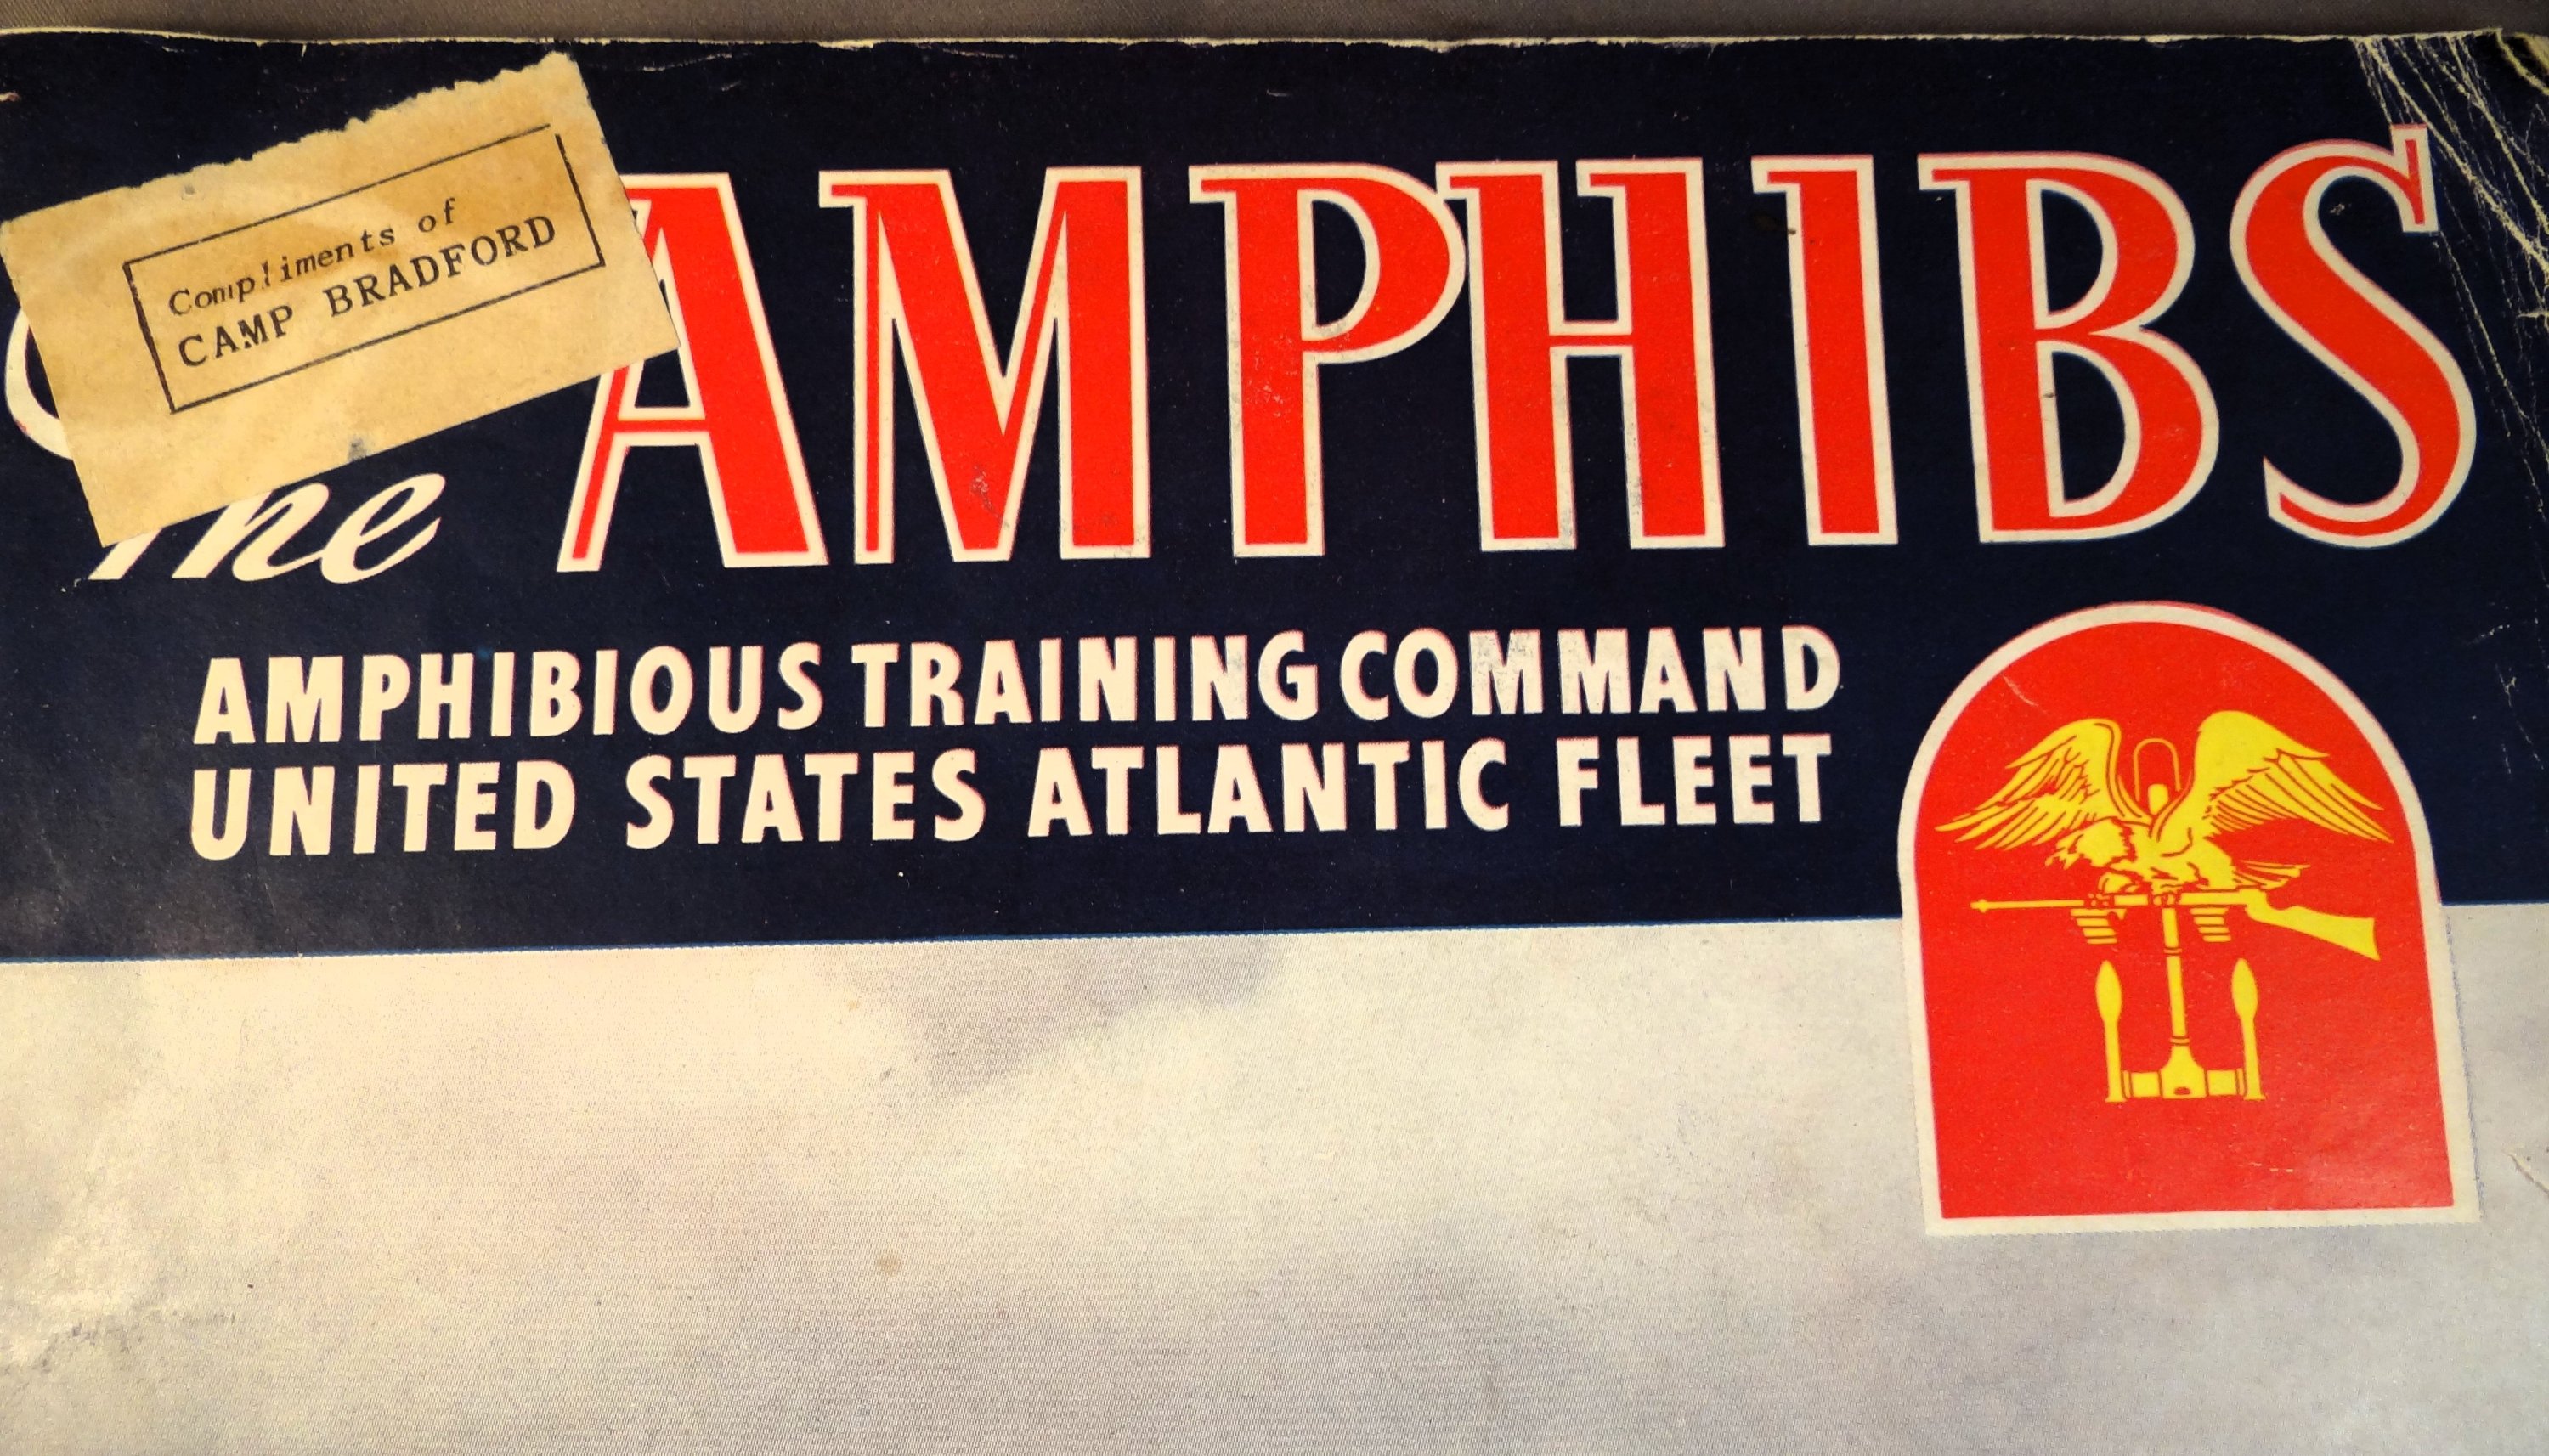 Compliments of
CAMP BRADFORD
The AMPHIBS
AMPHIBIOUS TRAINING COMMAND
UNITED STATES ATLANTIC FLEET